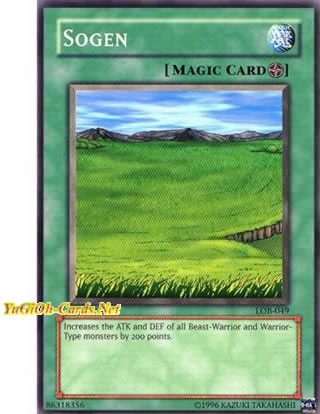 Sogen
[Magic Card]
LOB-049
YuGiOh-Cards.Net
Increases the ATK and DEF of all Beast-Warrior and Warrior-
Type monsters by 200 points.
86318356
©1996 KAZUKI TAKAHASHI